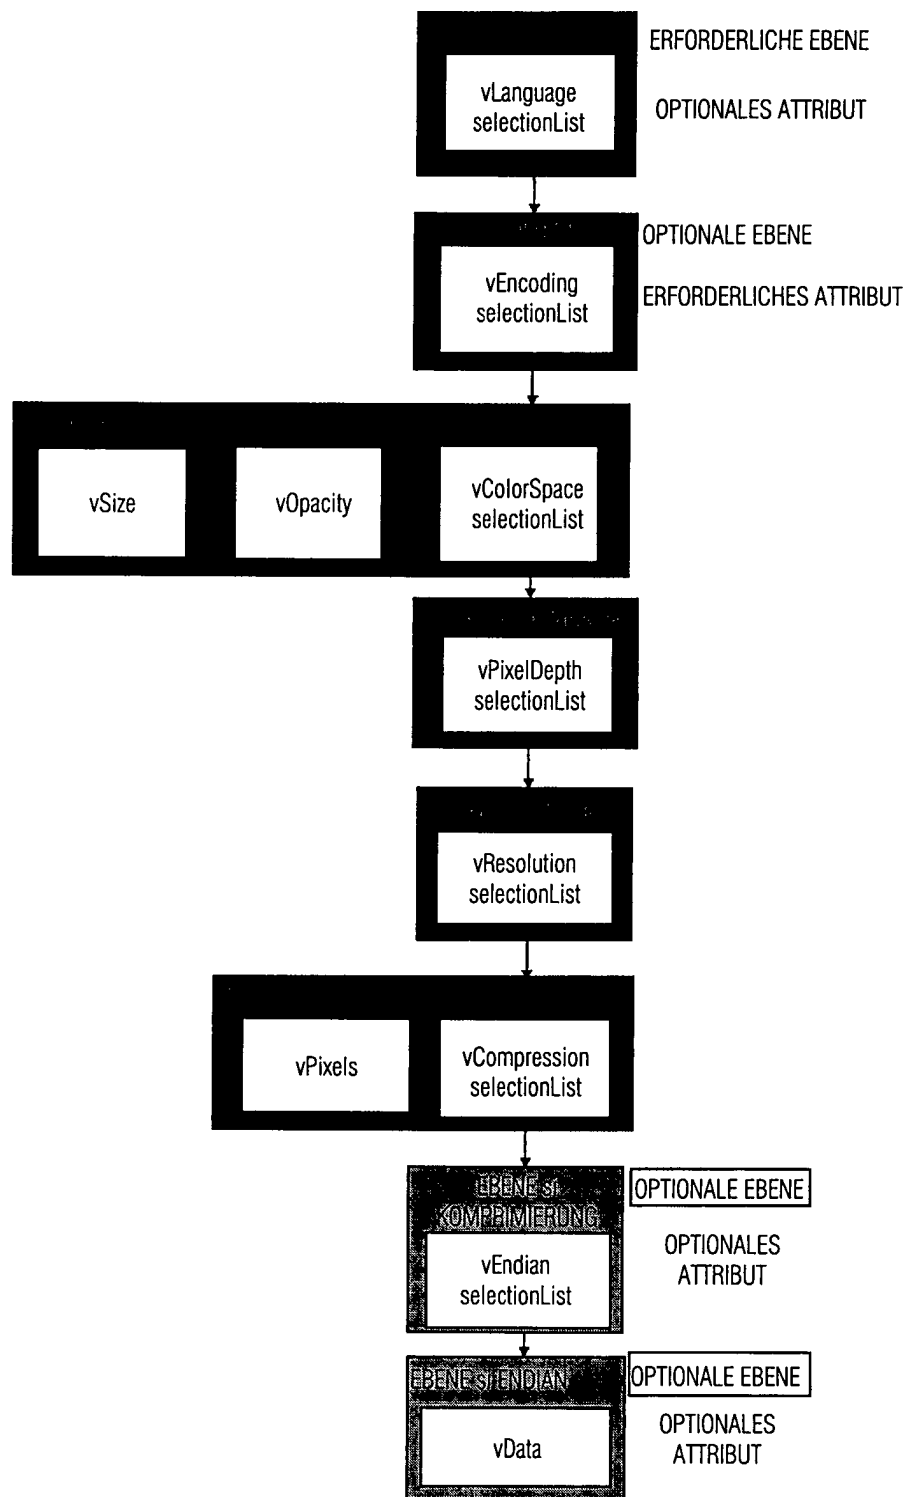 ERFORDERLICHE EBENE
vLanguage
selectionList
OPTIONALES ATTRIBUT
OPTIONALE EBENE
vEncoding
selectionList
ERFORDERLICHES ATTRIBUT
vSize
vOpacity
vColorSpace
selectionList
vPixelDepth
selectionList
vResolution
selectionList
vPixels
vCompression
selectionList
EBENE si
KOMPRIMIERUNG
OPTIONALE EBENE
vEndian
selectionList
OPTIONALES
ATTRIBUT
EBENE si ENDIAN
OPTIONALE EBENE
vData
OPTIONALES
ATTRIBUT